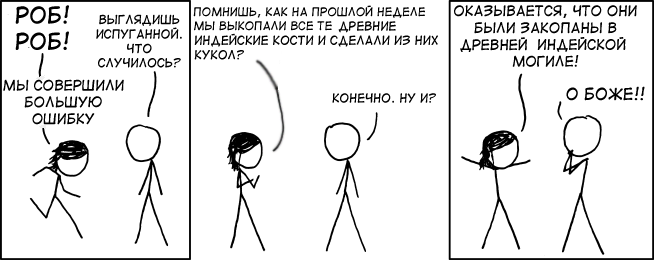 РОБ!
РОБ!
МЫ СОВЕРШИЛИ
БОЛЬШУЮ
ОШИБКУ
ВЫГЛЯДИШЬ
ИСПУГАННОЙ.
ЧТО
СЛУЧИЛОСЬ?
ПОМНИШЬ, КАК НА ПРОШЛОЙ НЕДЕЛЕ
МЫ ВЫКОПАЛИ ВСЕ ТЕ ДРЕВНИЕ
ИНДЕЙСКИЕ КОСТИ И СДЕЛАЛИ ИЗ НИХ
КУКОЛ?
КОНЕЧНО. НУ И?
ОКАЗЫВАЕТСЯ, ЧТО ОНИ
БЫЛИ ЗАКОПАНЫ В
ДРЕВНЕЙ ИНДЕЙСКОЙ
МОГИЛЕ!
О БОЖЕ!!